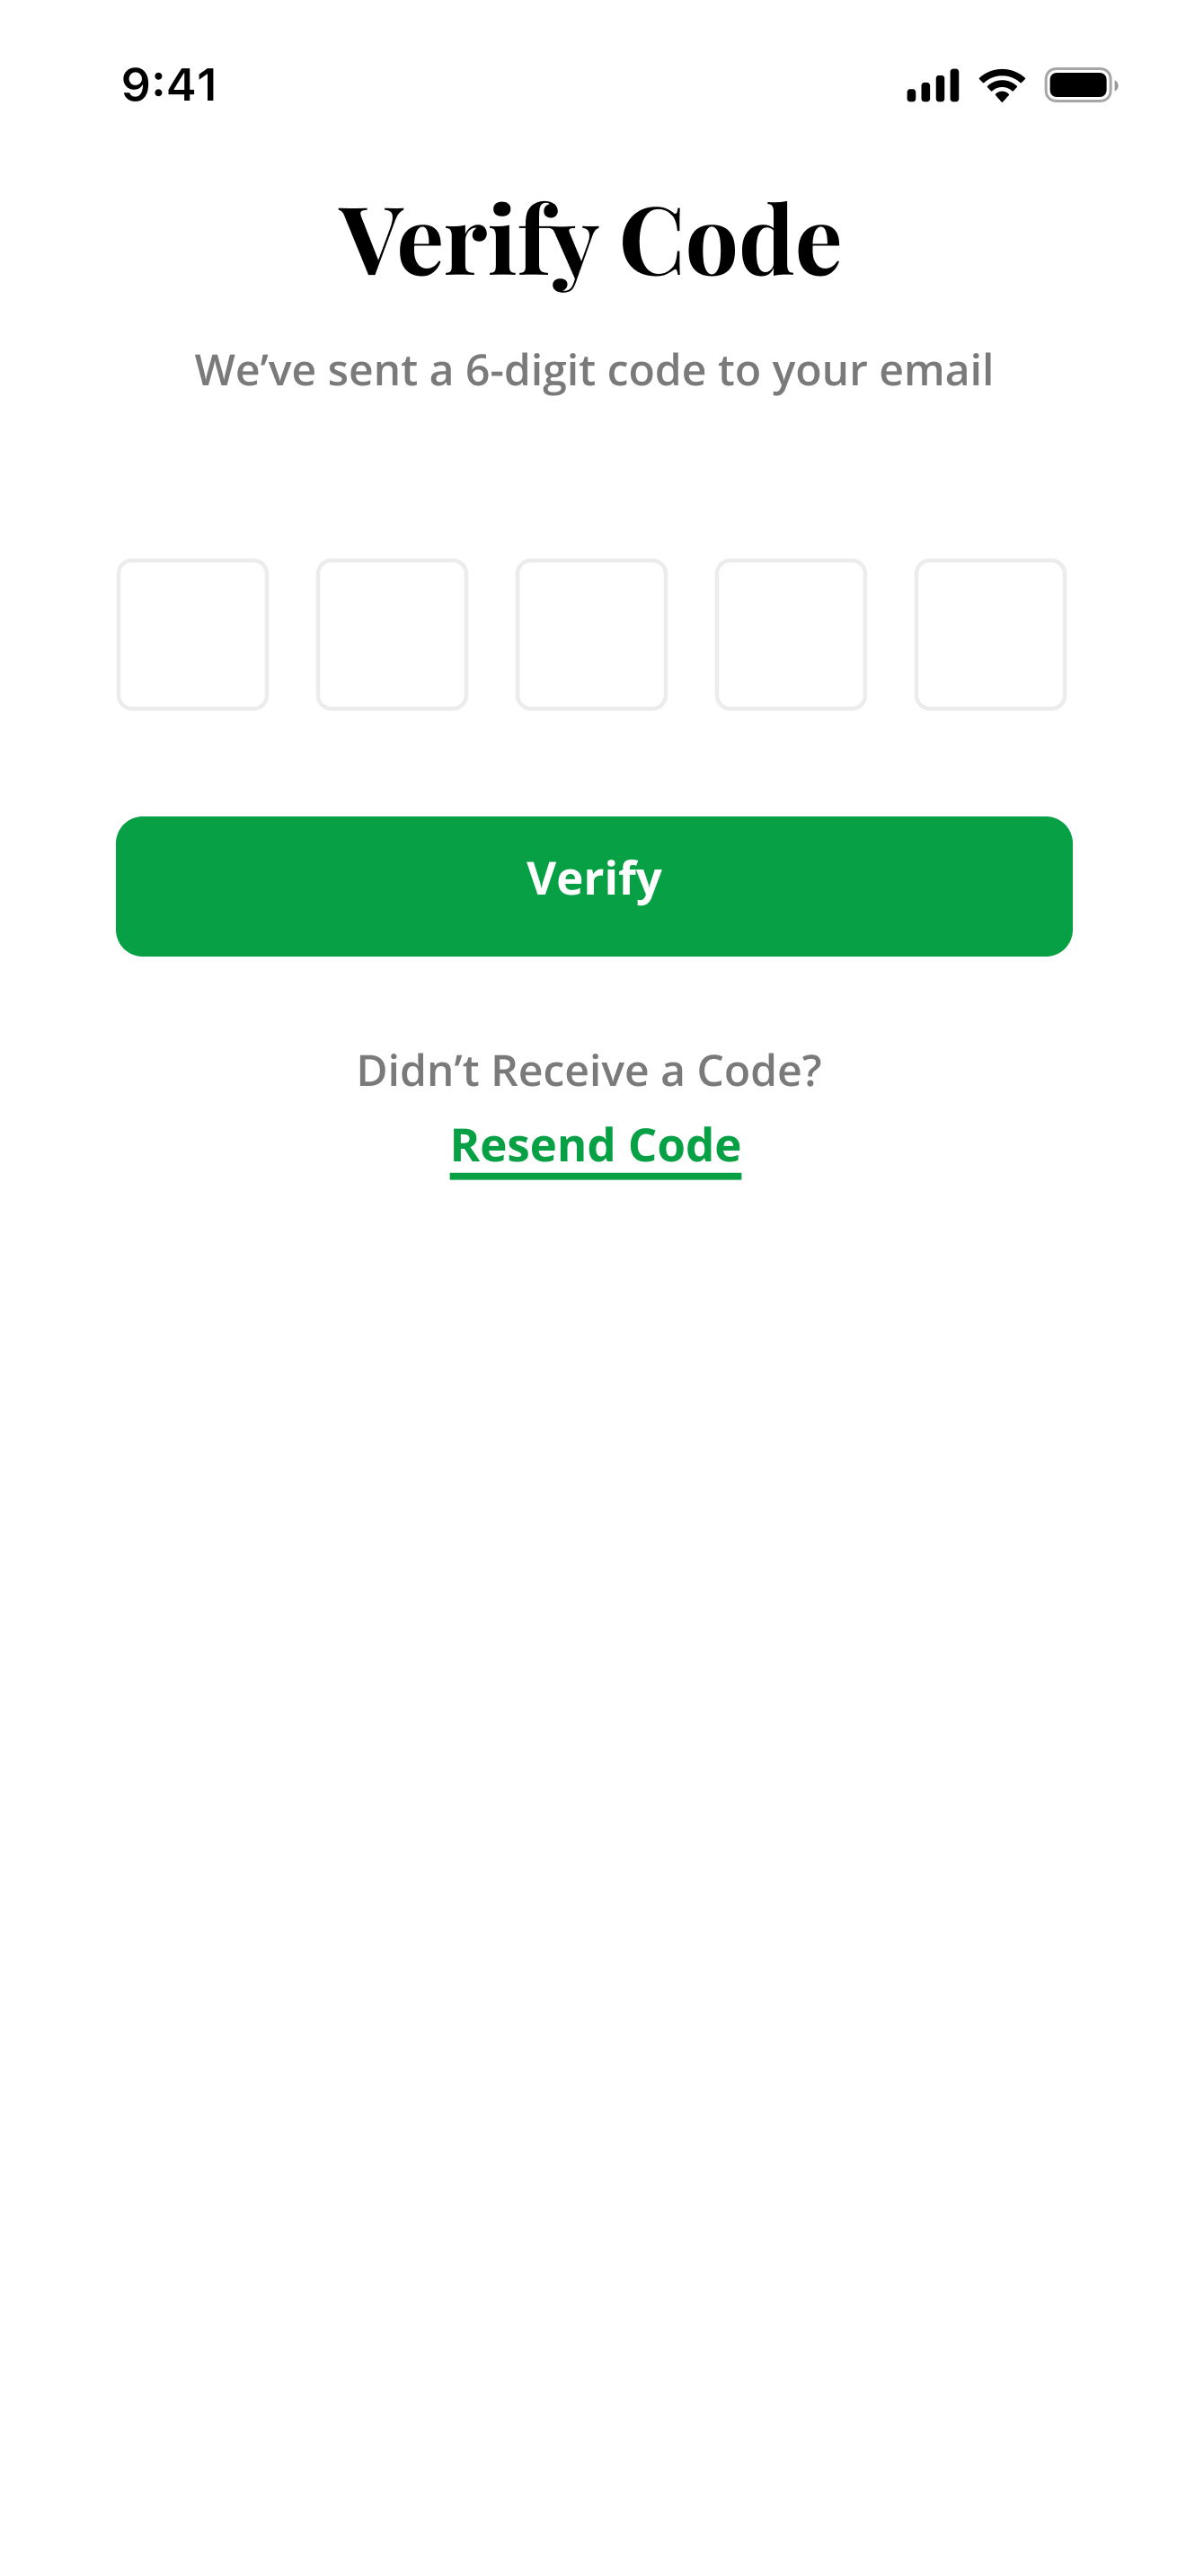 9:41
Verify Code
We’ve sent a 6-digit code to your email
Verify
Didn’t Receive a Code?
Resend Code